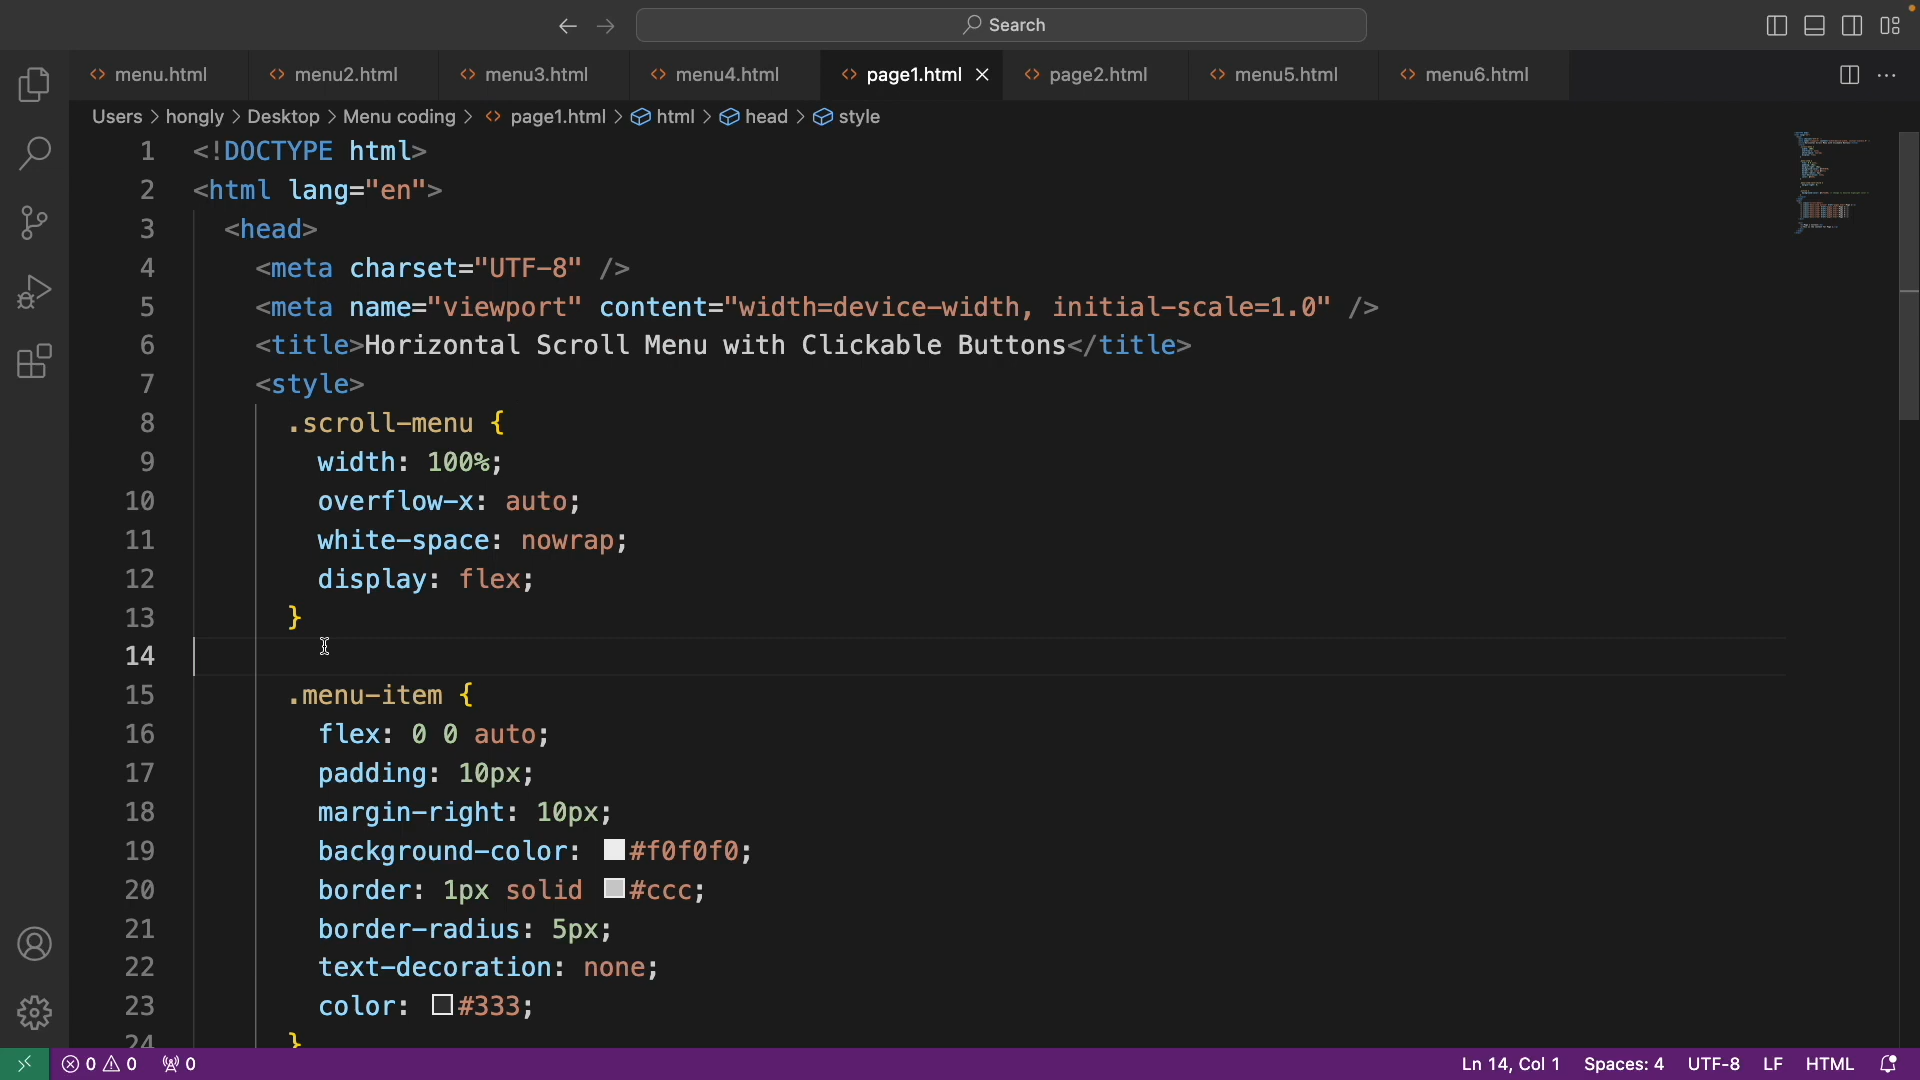 Search
menu.html menu2.html menu3.html menu4.html page1.html page2.html menu5.html menu6.html
Users > hongly > Desktop > Menu coding > page1.html > html > head > style
1 <!DOCTYPE html>
2 <html lang="en">
3 <head>
4 <meta charset="UTF-8" />
5 <meta name="viewport" content="width=device-width, initial-scale=1.0" />
6 <title>Horizontal Scroll Menu with Clickable Buttons</title>
7 <style>
8 .scroll-menu {
9 width: 100%;
10 overflow-x: auto;
11 white-space: nowrap;
12 display: flex;
13 }
14
15 .menu-item {
16 flex: 0 0 auto;
17 padding: 10px;
18 margin-right: 10px;
19 background-color: #f0f0f0;
20 border: 1px solid #ccc;
21 border-radius: 5px;
22 text-decoration: none;
23 color: #333;
24 }
0 0 0 Ln 14, Col 1 Spaces: 4 UTF-8 LF HTML